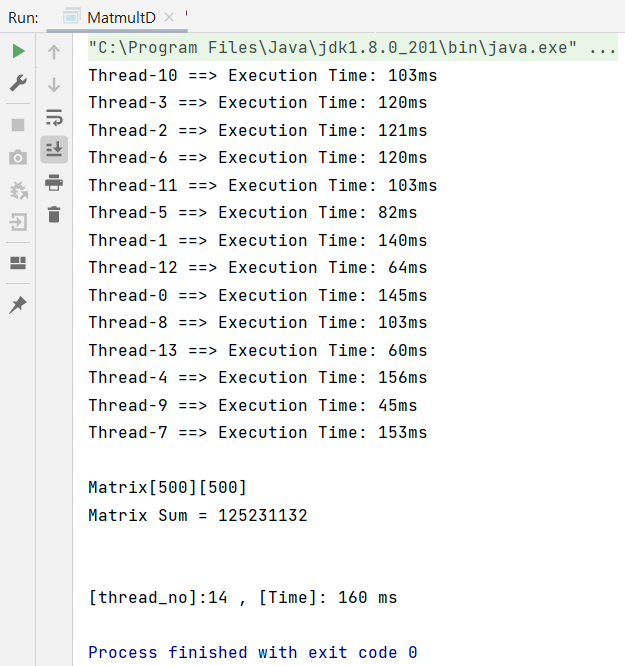 Run: MatmultD
"C:\Program Files\Java\jdk1.8.0_201\bin\java.exe" ...
Thread-10 ==> Execution Time: 103ms
Thread-3 ==> Execution Time: 120ms
Thread-2 ==> Execution Time: 121ms
Thread-6 ==> Execution Time: 120ms
Thread-11 ==> Execution Time: 103ms
Thread-5 ==> Execution Time: 82ms
Thread-1 ==> Execution Time: 140ms
Thread-12 ==> Execution Time: 64ms
Thread-0 ==> Execution Time: 145ms
Thread-8 ==> Execution Time: 103ms
Thread-13 ==> Execution Time: 60ms
Thread-4 ==> Execution Time: 156ms
Thread-9 ==> Execution Time: 45ms
Thread-7 ==> Execution Time: 153ms
Matrix[500][500]
Matrix Sum = 125231132
[thread_no]:14 , [Time]: 160 ms
Process finished with exit code 0